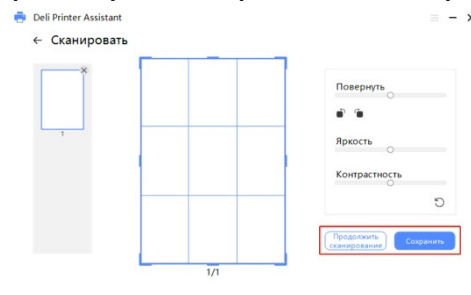 Deli Printer Assistant
← Сканировать
1
1/1
Повернуть
Яркость
Контрастность
Продолжить
сканирование
Сохранить